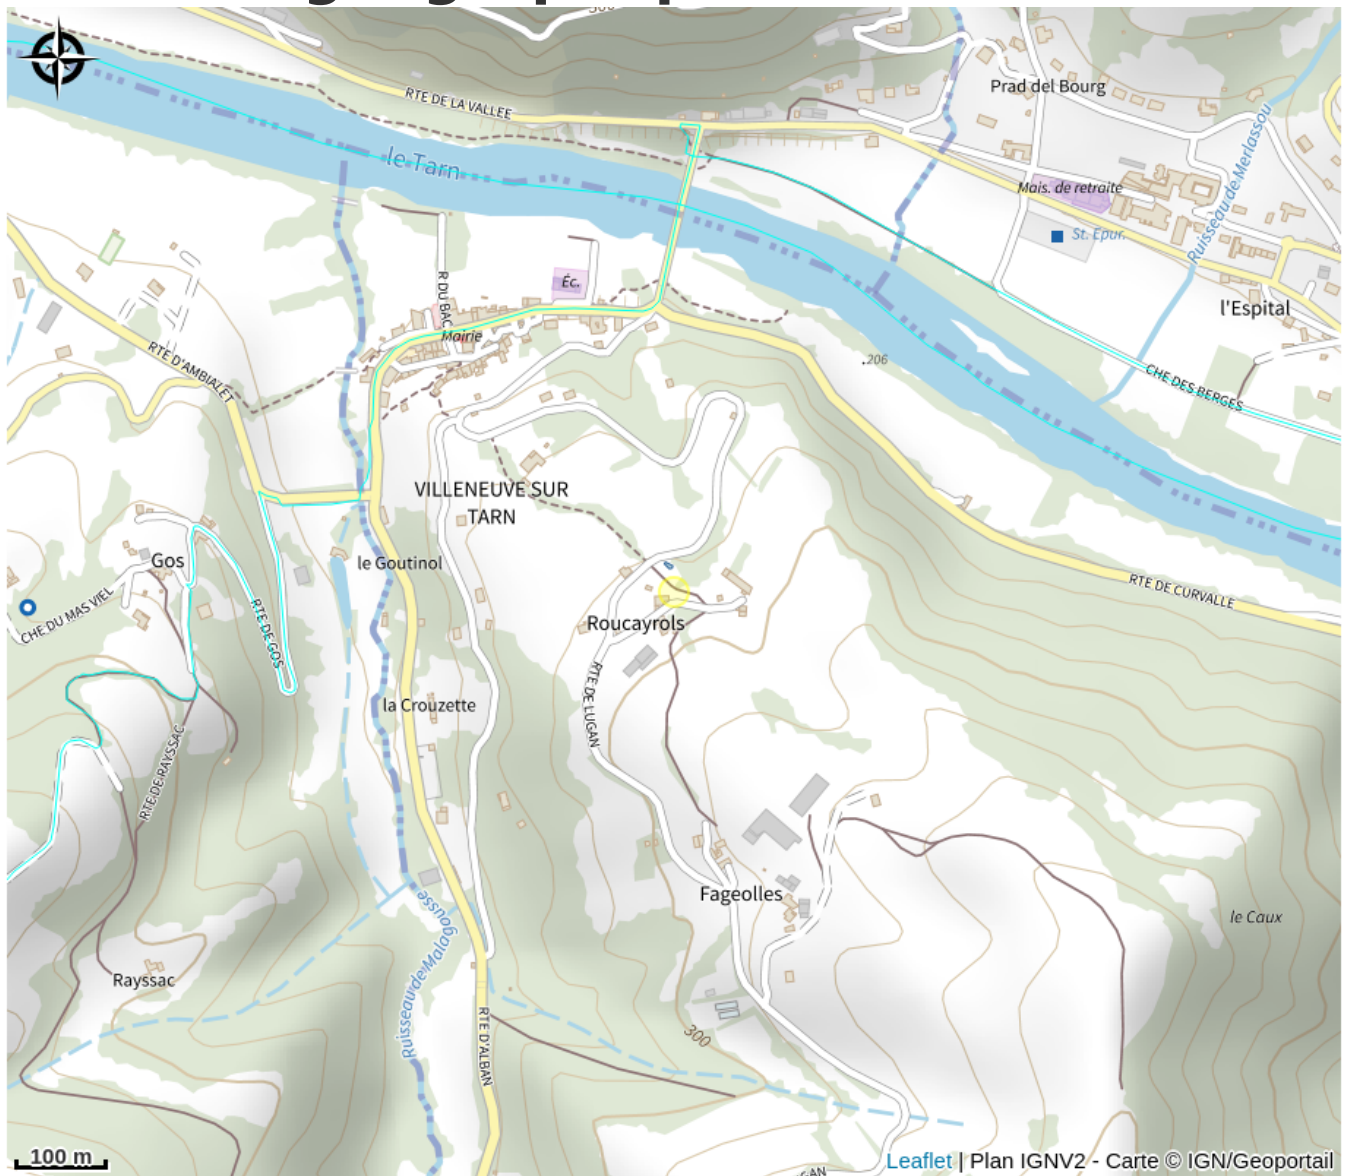 300
RTE DE LA VALLEE
Prad del Bourg
le Tarn
Mais. de retraite
St. Epur.
Ruisseau de Merlassou
Éc.
R DU BAC
Mairie
l'Espital
RTE D'AMBIALET
206
CHE DES BERGES
VILLENEUVE SUR
TARN
Gos
le Goutinol
CHE DU MAS VIEL
RTE DE GOS
RTE DE CURVALLE
Roucayrols
RTE DE LUGAN
la Crouzette
RTE DE RAYSSAC
Fageolles
le Caux
Ruisseau de Malagousse
Rayssac
300
RTE D'ALBAN
100 m
Leaflet | Plan IGNV2 - Carte © IGN/Geoportail